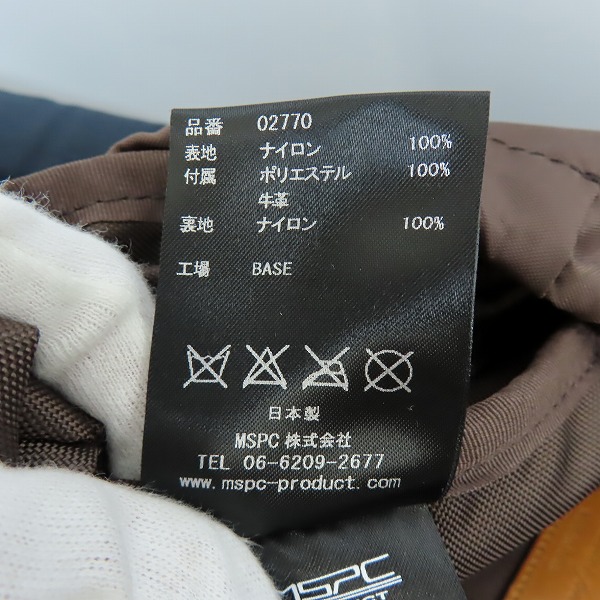 品番 02770
表地 ナイロン 100%
付属 ポリエステル 100%
牛革
裏地 ナイロン 100%
工場 BASE
日本製
MSPC 株式会社
TEL 06-6209-2677
www.mspc-product.com
MSPC